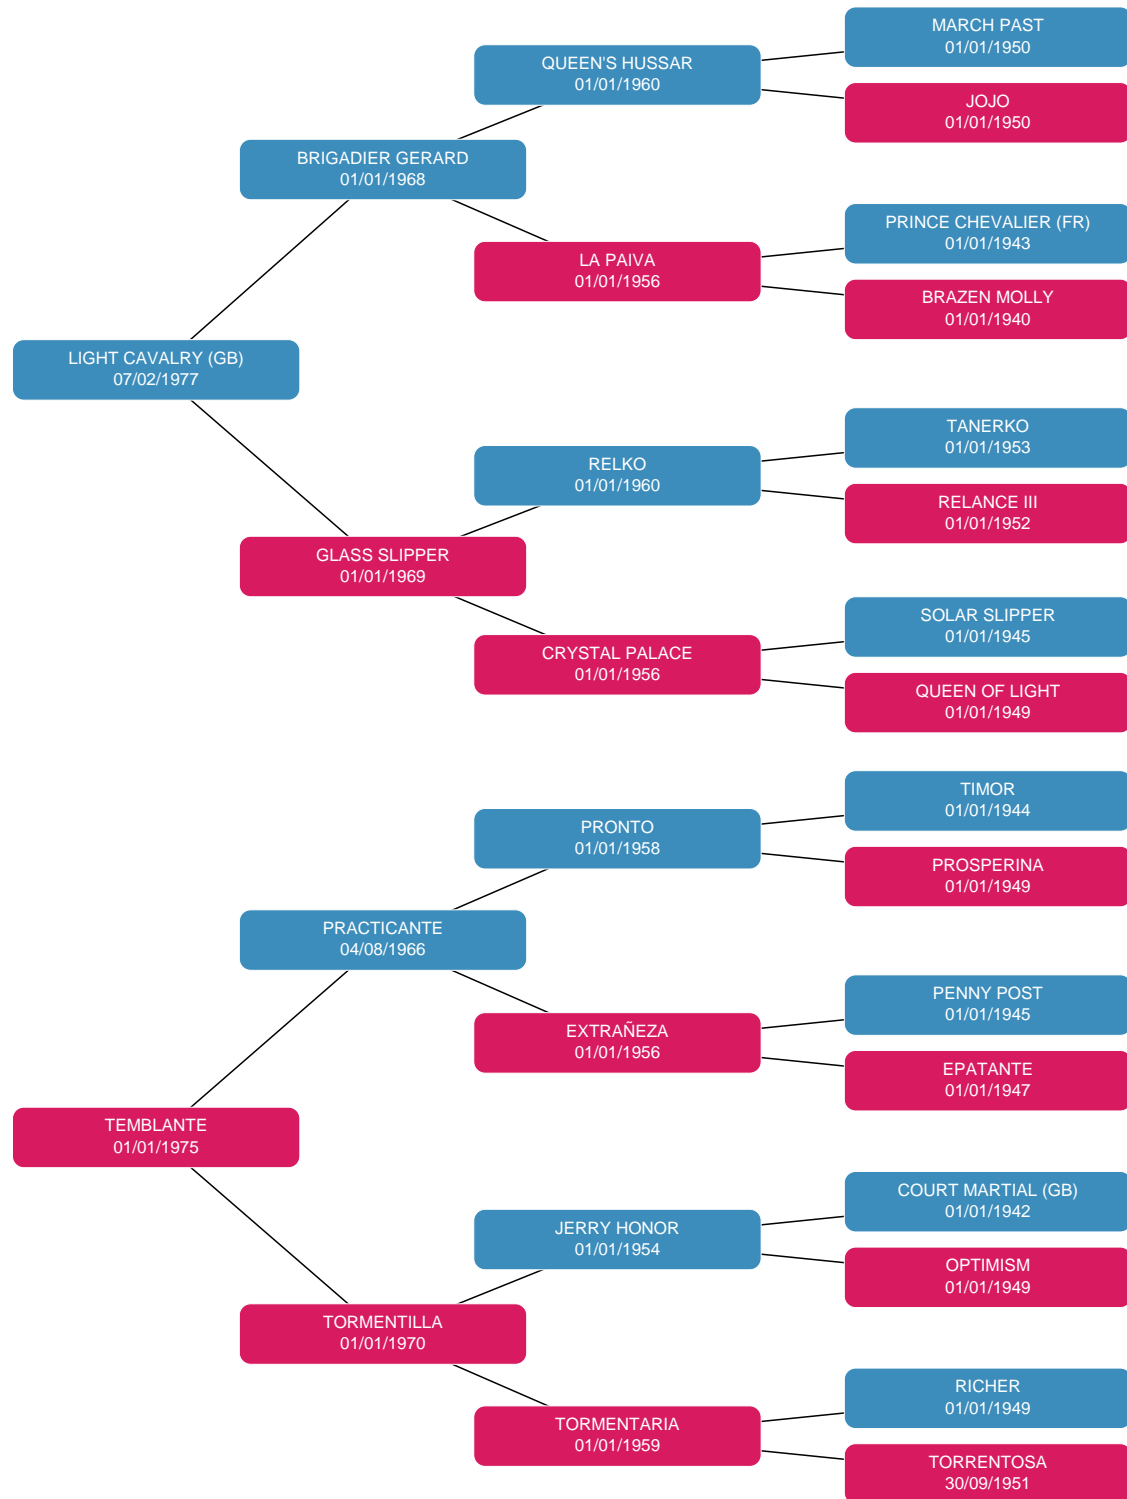 MARCH PAST
01/01/1950
QUEEN'S HUSSAR
01/01/1960
JOJO
01/01/1950
BRIGADIER GERARD
01/01/1968
PRINCE CHEVALIER (FR)
01/01/1943
LA PAIVA
01/01/1956
BRAZEN MOLLY
01/01/1940
LIGHT CAVALRY (GB)
07/02/1977
TANERKO
01/01/1953
RELKO
01/01/1960
RELANCE III
01/01/1952
GLASS SLIPPER
01/01/1969
SOLAR SLIPPER
01/01/1945
CRYSTAL PALACE
01/01/1956
QUEEN OF LIGHT
01/01/1949
TIMOR
01/01/1944
PRONTO
01/01/1958
PROSPERINA
01/01/1949
PRACTICANTE
04/08/1966
PENNY POST
01/01/1945
EXTRAÑEZA
01/01/1956
EPATANTE
01/01/1947
TEMBLANTE
01/01/1975
COURT MARTIAL (GB)
01/01/1942
JERRY HONOR
01/01/1954
OPTIMISM
01/01/1949
TORMENTILLA
01/01/1970
RICHER
01/01/1949
TORMENTARIA
01/01/1959
TORRENTOSA
30/09/1951